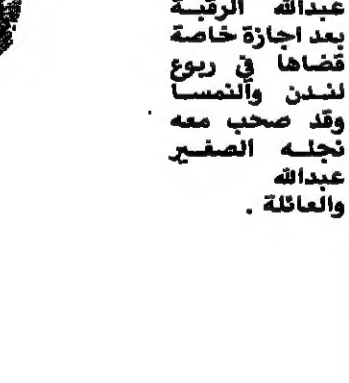 عبدالله الرقبة
بعد اجازة خاصة
قضاها في ربوع
لندن والنمسا
وقد صحب معه
نجله الصغير
عبدالله
والعائلة .